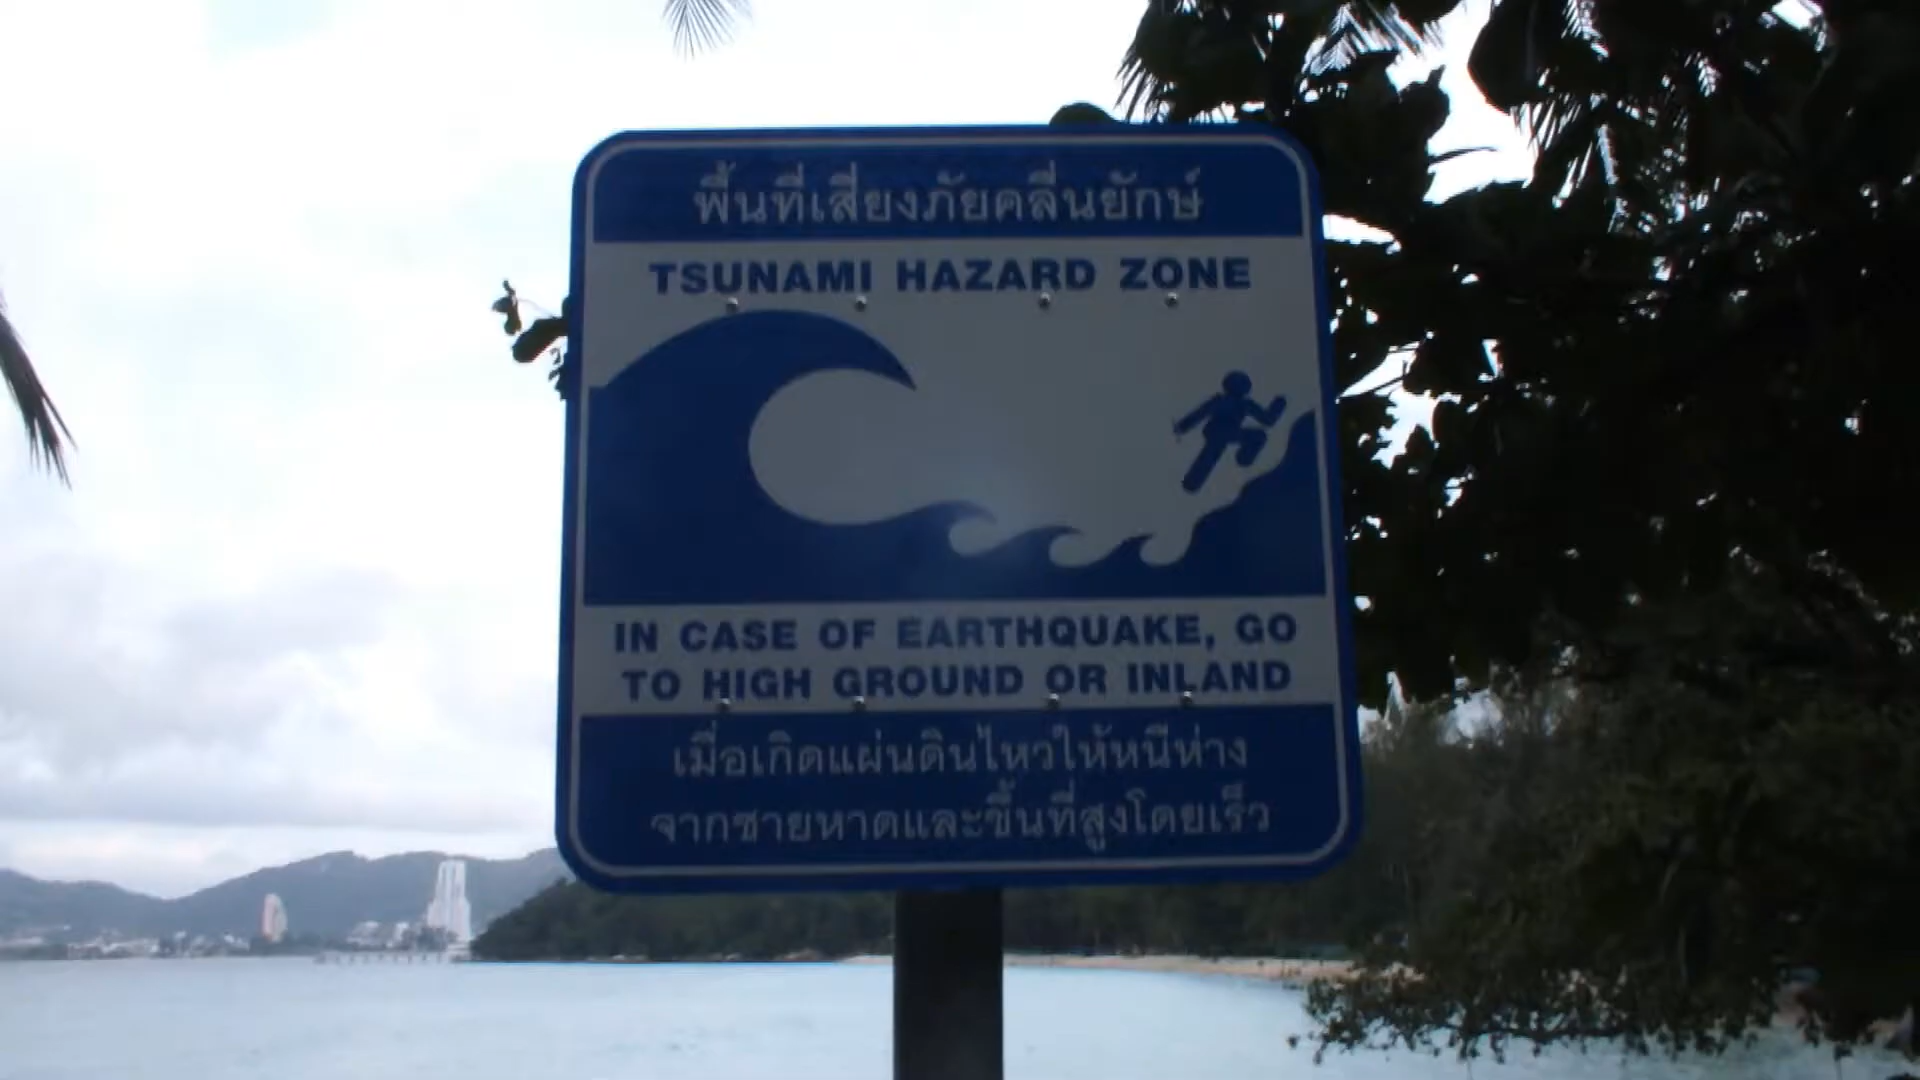 พื้นที่เสี่ยงภัยคลื่นยักษ์
TSUNAMI HAZARD ZONE
IN CASE OF EARTHQUAKE, GO
TO HIGH GROUND OR INLAND
เมื่อเกิดแผ่นดินไหวให้หนีห่าง
จากชายหาดและขึ้นที่สูงโดยเร็ว